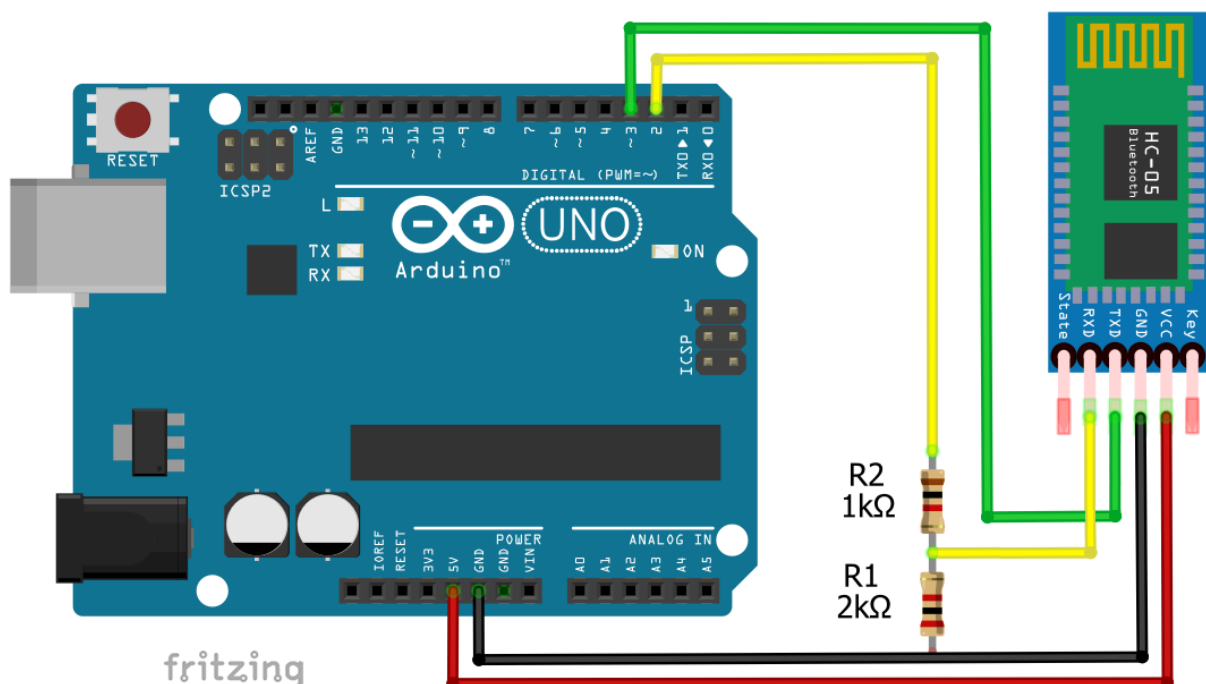 RESET
ICSP2
AREF
GND
13
12
~11
~10
~9
8
7
~6
~5
4
~3
2
TX0▶1
RX0◀0
DIGITAL (PWM=~)
L
TX
RX
Arduino™
UNO
ON
1
ICSP
HC-05
Bluetooth
State
RXD
TXD
GND
VCC
Key
R2
1kΩ
R1
2kΩ
POWER
ANALOG IN
IOREF
RESET
3V3
5V
GND
GND
VIN
A0
A1
A2
A3
A4
A5
fritzing